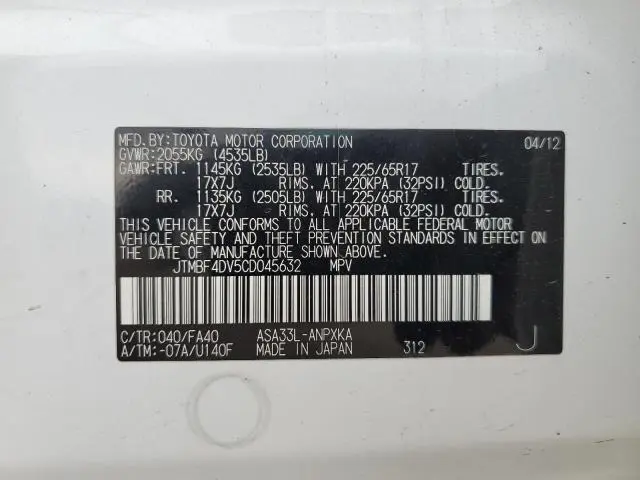 MFD.BY:TOYOTA MOTOR CORPORATION 04/12
GVWR:2055KG (4535LB)
GAWR:FRT. 1145KG (2535LB) WITH 225/65R17 TIRES.
17X7J RIMS. AT 220KPA (32PSI) COLD.
RR. 1135KG (2505LB) WITH 225/65R17 TIRES.
17X7J RIMS. AT 220KPA (32PSI) COLD.
THIS VEHICLE CONFORMS TO ALL APPLICABLE FEDERAL MOTOR
VEHICLE SAFETY AND THEFT PREVENTION STANDARDS IN EFFECT ON
THE DATE OF MANUFACTURE SHOWN ABOVE.
JTMBF4DV5CD045632 MPV
C/TR:040/FA40 ASA33L-ANPXKA
A/TM:-07A/U140F MADE IN JAPAN 312 J